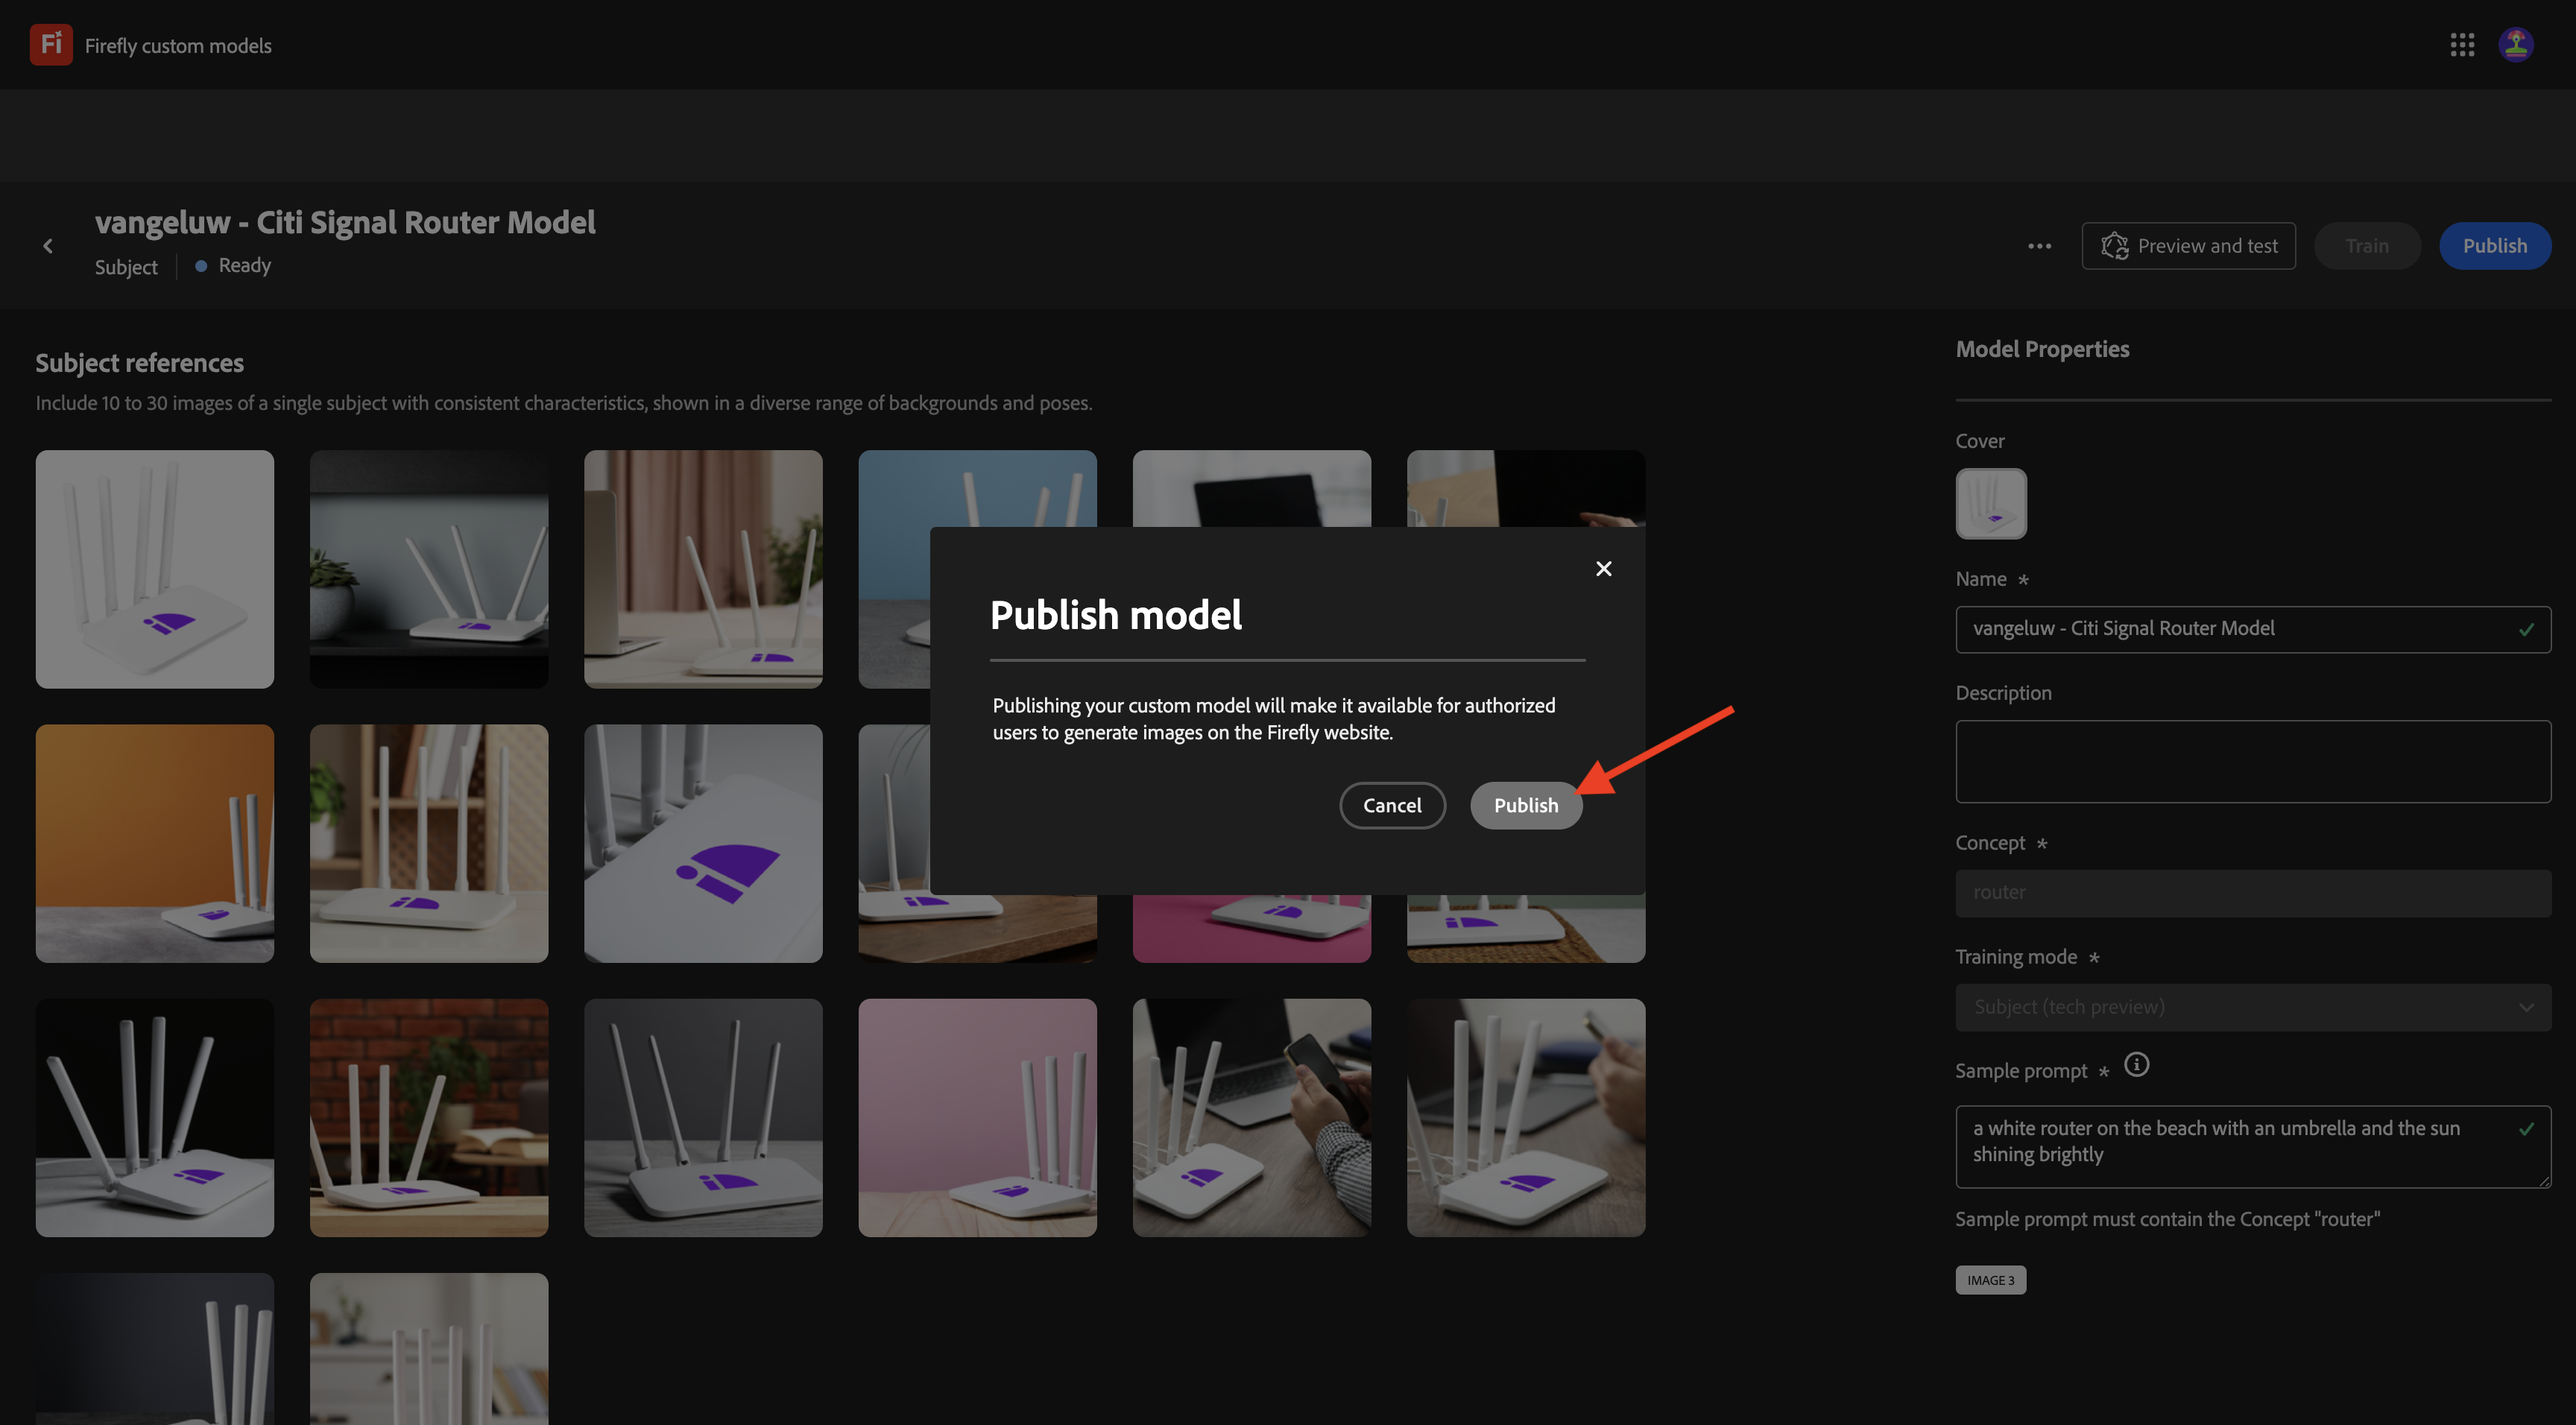 Fi
Firefly custom models
vangeluw - Citi Signal Router Model
Subject
Ready
Preview and test
Train
Publish
Subject references
Include 10 to 30 images of a single subject with consistent characteristics, shown in a diverse range of backgrounds and poses.
Publish model
Publishing your custom model will make it available for authorized
users to generate images on the Firefly website.
Cancel
Publish
Model Properties
Cover
Name *
vangeluw - Citi Signal Router Model
Description
Concept *
router
Training mode *
Subject (tech preview)
Sample prompt *
a white router on the beach with an umbrella and the sun
shining brightly
Sample prompt must contain the Concept "router"
IMAGE 3